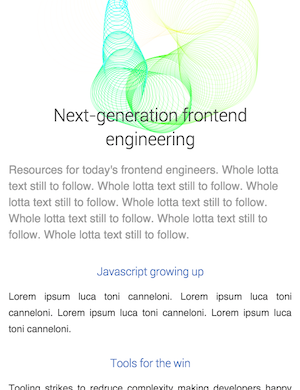 Next-generation frontend
engineering
Resources for today's frontend engineers. Whole lotta
text still to follow. Whole lotta text still to follow. Whole
lotta text still to follow. Whole lotta text still to follow.
Whole lotta text still to follow. Whole lotta text still to
follow. Whole lotta text still to follow.
Javascript growing up
Lorem ipsum luca toni canneloni. Lorem ipsum luca toni
canneloni. Lorem ipsum luca toni canneloni. Lorem ipsum luca
toni canneloni.
Tools for the win
Tooling strikes to redruce complexity making developers happy